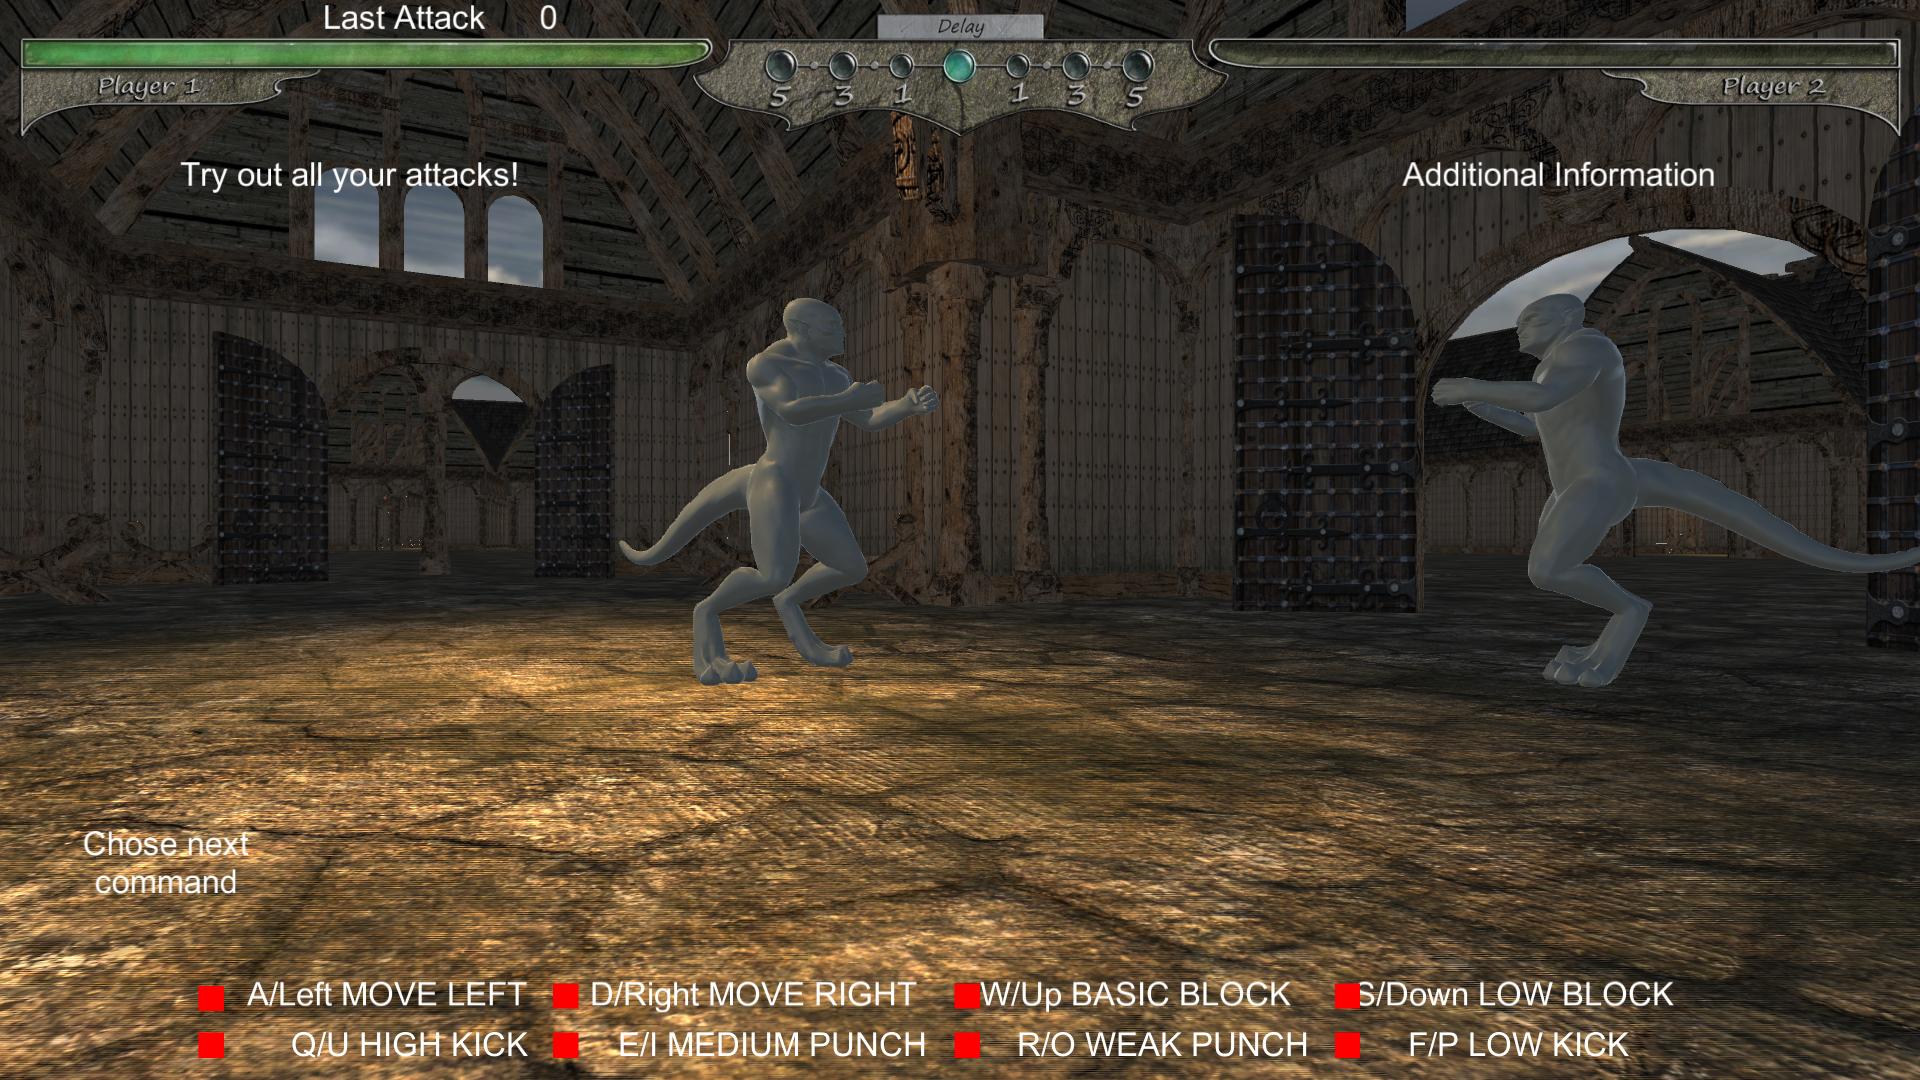 Last Attack 0
Delay
Player 1
5 3 1 1 3 5
Player 2
Try out all your attacks!
Additional Information
Chose next
command
A/Left MOVE LEFT D/Right MOVE RIGHT W/Up BASIC BLOCK S/Down LOW BLOCK
Q/U HIGH KICK E/I MEDIUM PUNCH R/O WEAK PUNCH F/P LOW KICK